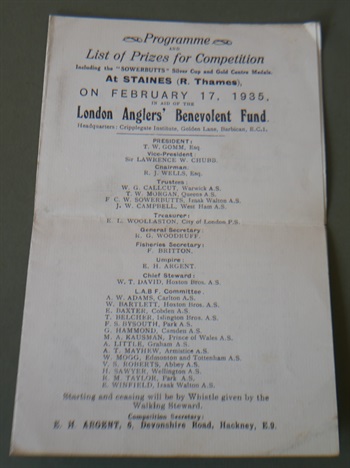 Programme
AND
List of Prizes for Competition
Including the "SOWERBUTTS" Silver Cup and Gold Centre Medals.
At STAINES (R. Thames),
ON FEBRUARY 17, 1935,
IN AID OF THE
London Anglers' Benevolent Fund.
Headquarters: Cripplegate Institute, Golden Lane, Barbican, E.C.1.
PRESIDENT:
T. W. GOMM, Esq.
Vice-President:
Sir LAWRENCE W. CHUBB.
Chairman:
R. J. WELLS, Esq.
Trustees:
W. G. CALLCUT, Warwick A.S.
T. W. MORGAN, Queens A.S.
F. C. W. SOWERBUTTS, Izaak Walton A.S.
J. W. CAMPBELL, West Ham A.S.
Treasurer:
E. L. WOOLLASTON, City of London P.S.
General Secretary:
R. G. WOODRUFF.
Fisheries Secretary:
F. BRITTON.
Umpire:
E. H. ARGENT.
Chief Steward:
W. T. DAVID, Hoxton Bros. A.S.
L.A.B.F. Committee.
A. W. ADAMS, Carlton A.S.
W. BARTLETT, Hoxton Bros. A.S.
E. BAXTER, Cobden A.S.
T. BELCHER, Islington Bros. A.S.
F. S. BYSOUTH, Park A.S.
G. HAMMOND, Camden A.S.
M. A. KAUSMAN, Prince of Wales A.S.
A. LITTLE, Graham A.S.
A. T. MAYHEW, A.S.
W. MOGG, Edmonton and Tottenham A.S.
V. S. ROBERTS, Abbey A.S.
H. SAWYER, Wellington A.S.
R. M. TAYLOR, Park A.S.
E. WINFIELD, Izaak Walton A.S.
Starting and ceasing will be by Whistle given by the
Walking Steward.
Competition Secretary:
E. H ARGENT, 6, Devonshire Road, Hackney, E.9.